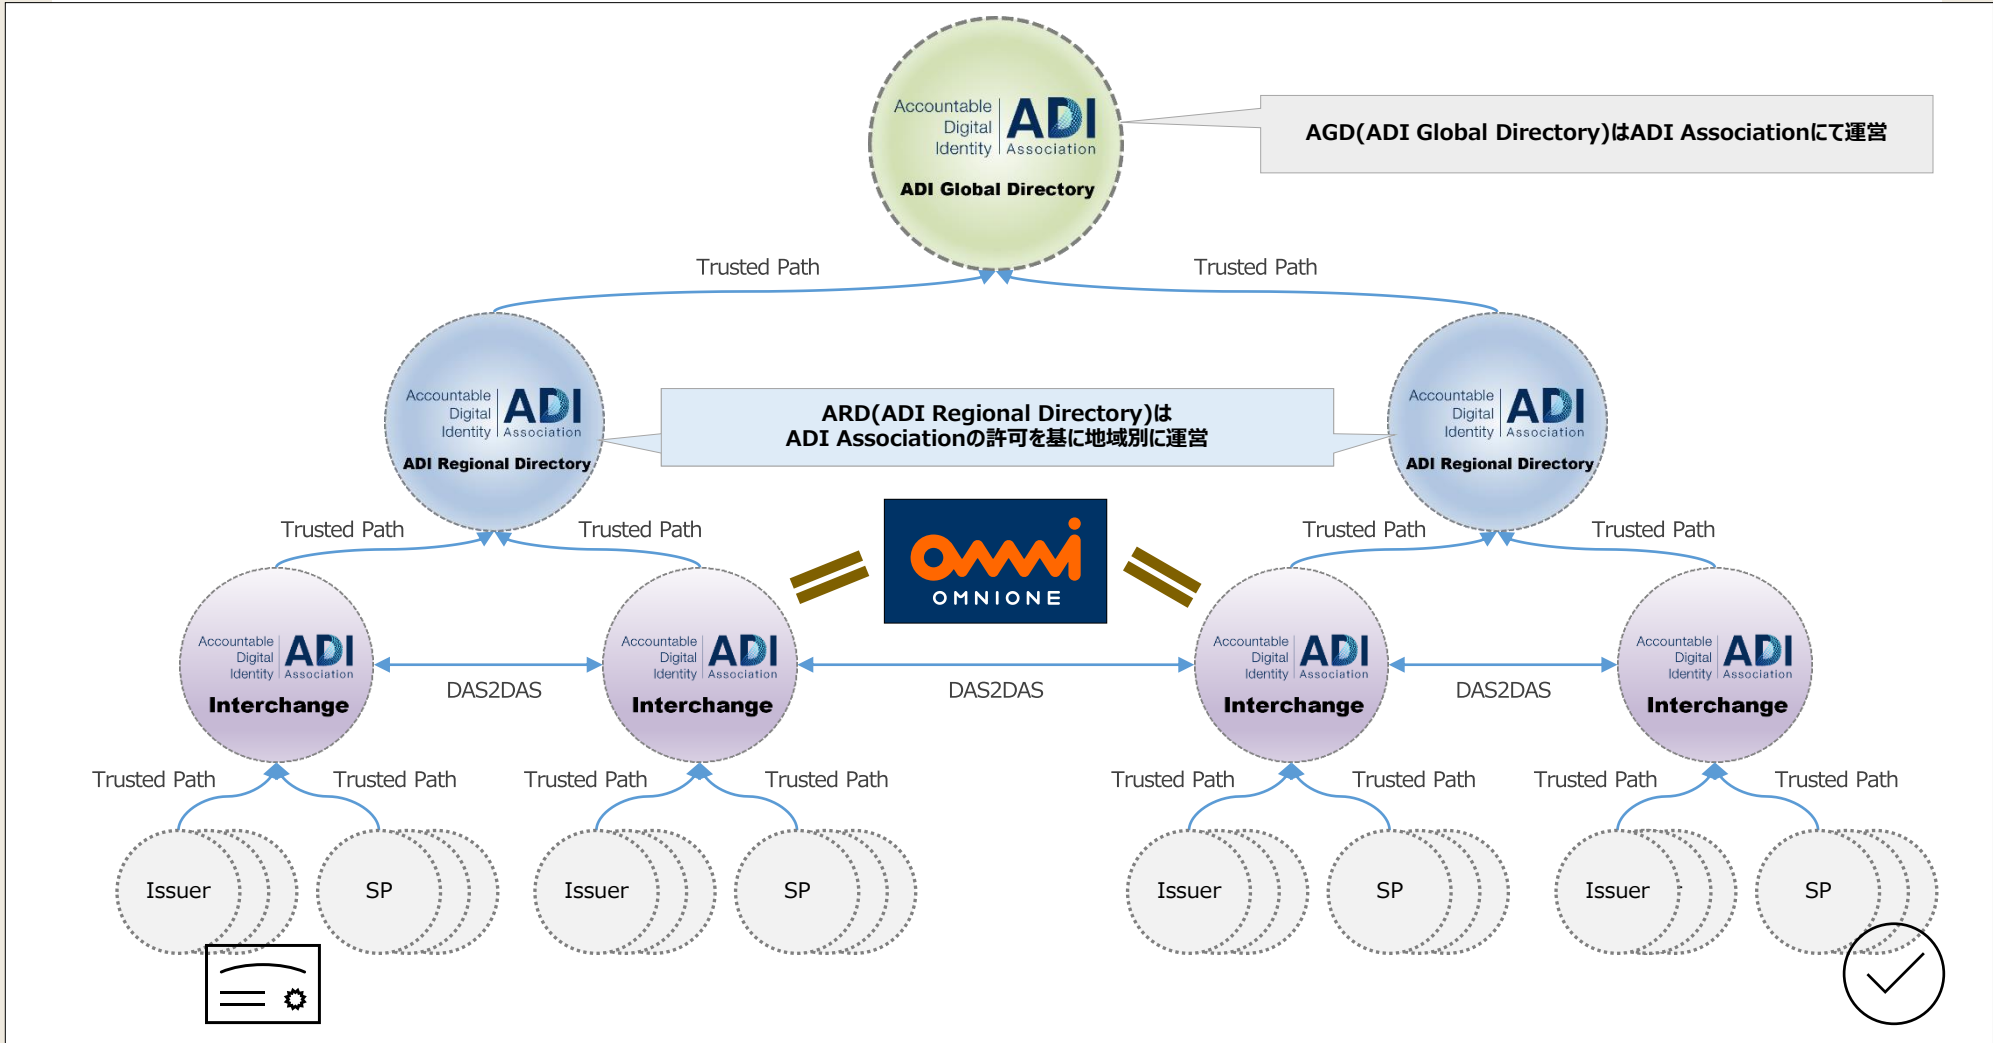 Accountable
Digital
Identity
ADI
Association
ADI Global Directory
AGD(ADI Global Directory)はADI Associationにて運営
Trusted Path
Trusted Path
Accountable
Digital
Identity
ADI
Association
ADI Regional Directory
ARD(ADI Regional Directory)は
ADI Associationの許可を基に地域別に運営
Accountable
Digital
Identity
ADI
Association
ADI Regional Directory
Trusted Path
Trusted Path
omni
OMNIONE
Trusted Path
Trusted Path
Accountable
Digital
Identity
ADI
Association
Interchange
DAS2DAS
Accountable
Digital
Identity
ADI
Association
Interchange
DAS2DAS
Accountable
Digital
Identity
ADI
Association
Interchange
DAS2DAS
Accountable
Digital
Identity
ADI
Association
Interchange
Trusted Path
Trusted Path
Trusted Path
Trusted Path
Trusted Path
Trusted Path
Trusted Path
Trusted Path
Issuer
SP
Issuer
SP
Issuer
SP
Issuer
SP